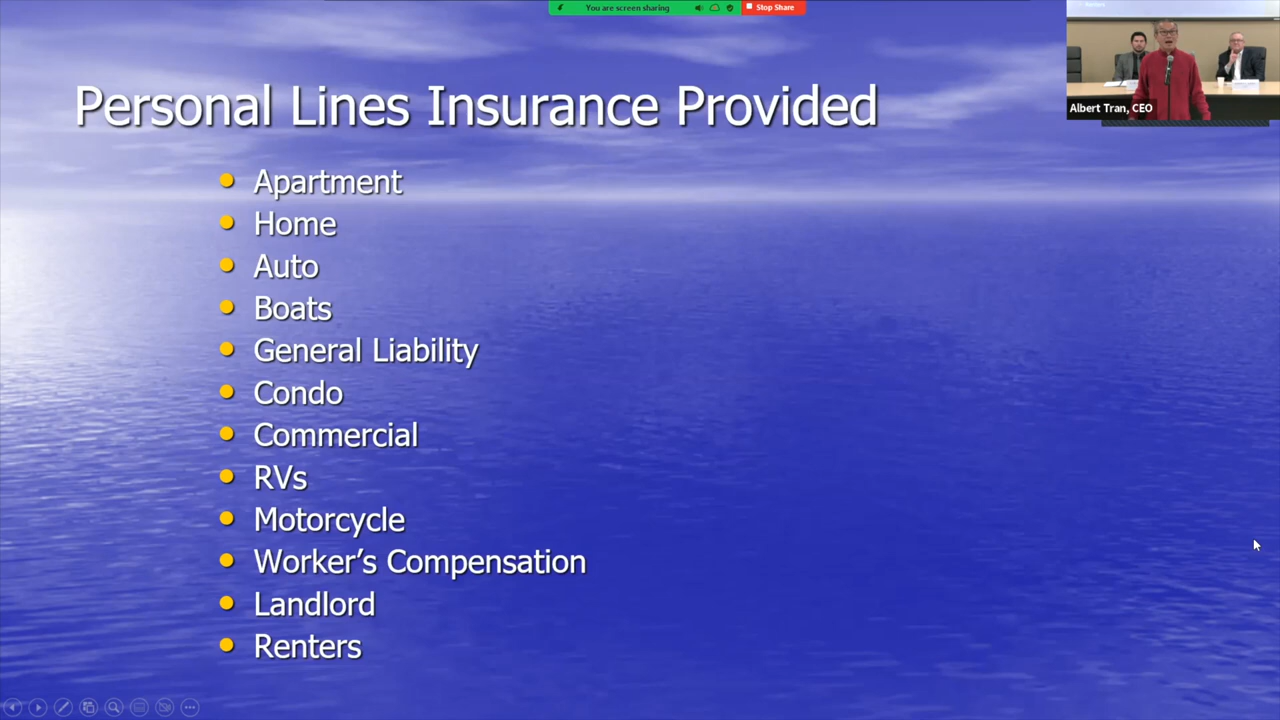 You are screen sharing
Stop Share
Personal Lines Insurance Provided
Albert Tran, CEO
Apartment
Home
Auto
Boats
General Liability
Condo
Commercial
RVs
Motorcycle
Worker’s Compensation
Landlord
Renters